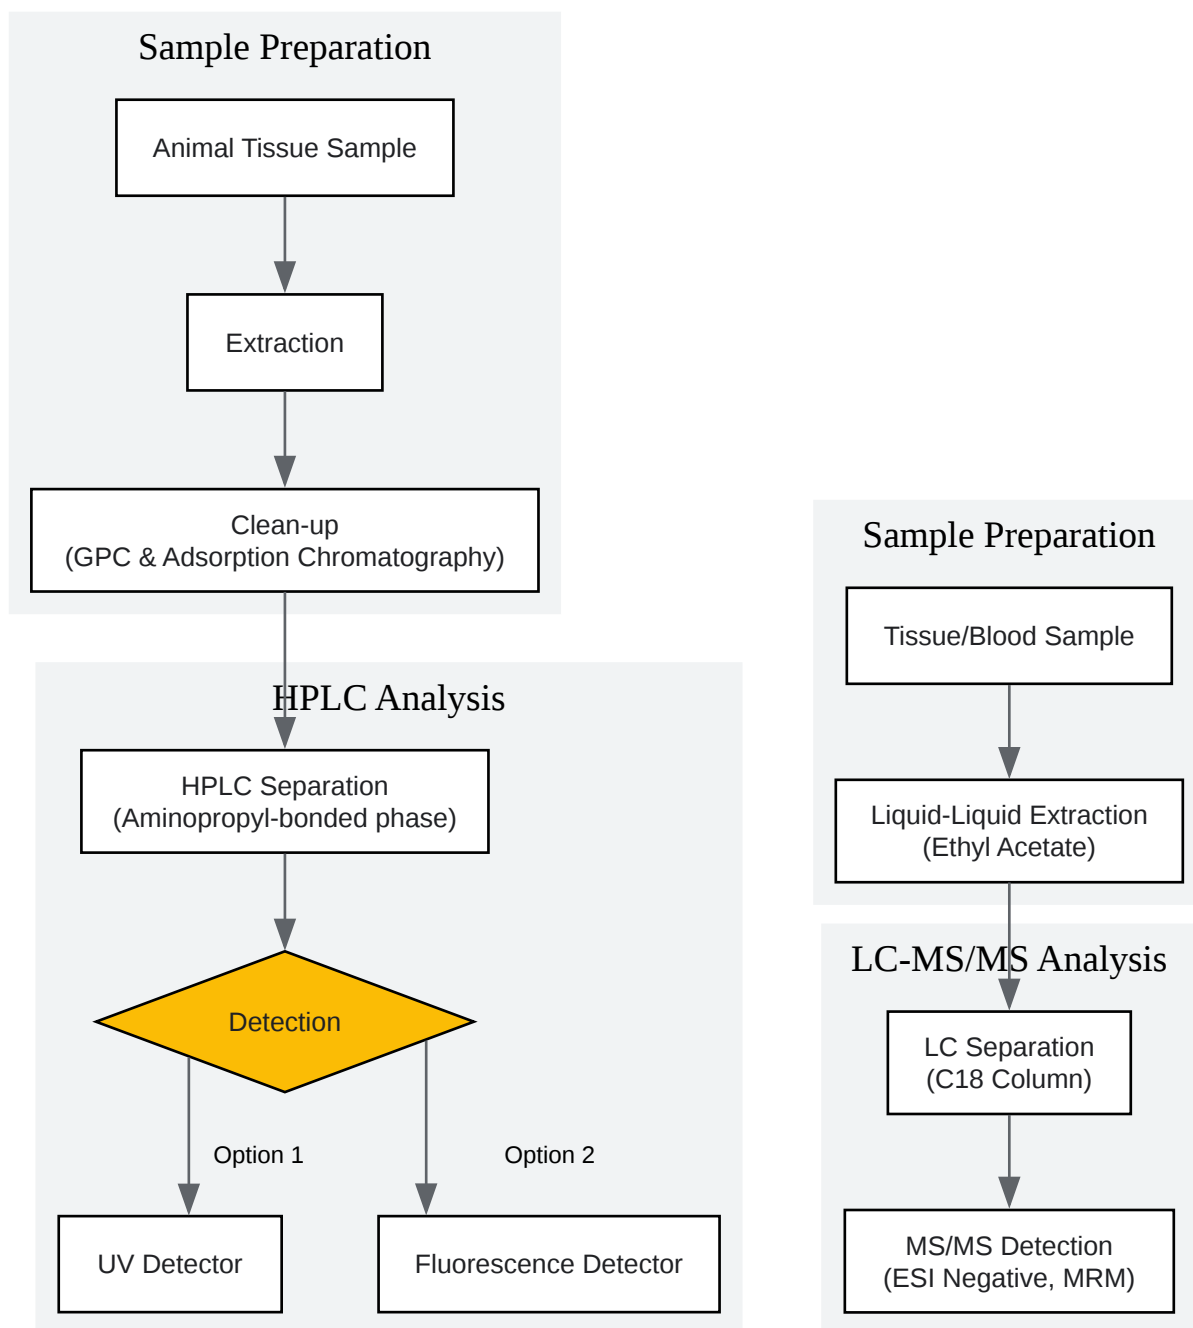 Sample Preparation
Animal Tissue Sample
Extraction
Clean-up
(GPC & Adsorption Chromatography)
HPLC Analysis
HPLC Separation
(Aminopropyl-bonded phase)
Detection
Option 1
Option 2
UV Detector
Fluorescence Detector
Sample Preparation
Tissue/Blood Sample
Liquid-Liquid Extraction
(Ethyl Acetate)
LC-MS/MS Analysis
LC Separation
(C18 Column)
MS/MS Detection
(ESI Negative, MRM)